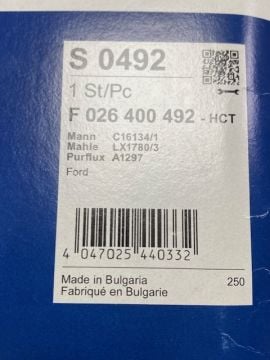 S 0492
1 St/Pc
F 026 400 492 - HCT
Mann C16134/1
Mahle LX1780/3
Purflux A1297
Ford
4 047025 440332
Made in Bulgaria 250
Fabriqué en Bulgarie